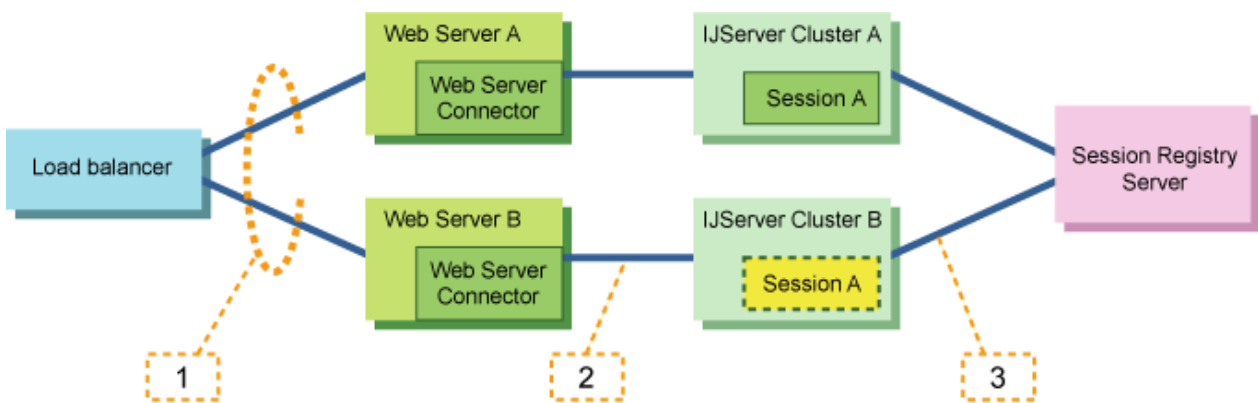 Load balancer
Web Server A
Web Server
Connector
IJServer Cluster A
Session A
Session Registry
Server
Web Server B
Web Server
Connector
IJServer Cluster B
Session A
1
2
3